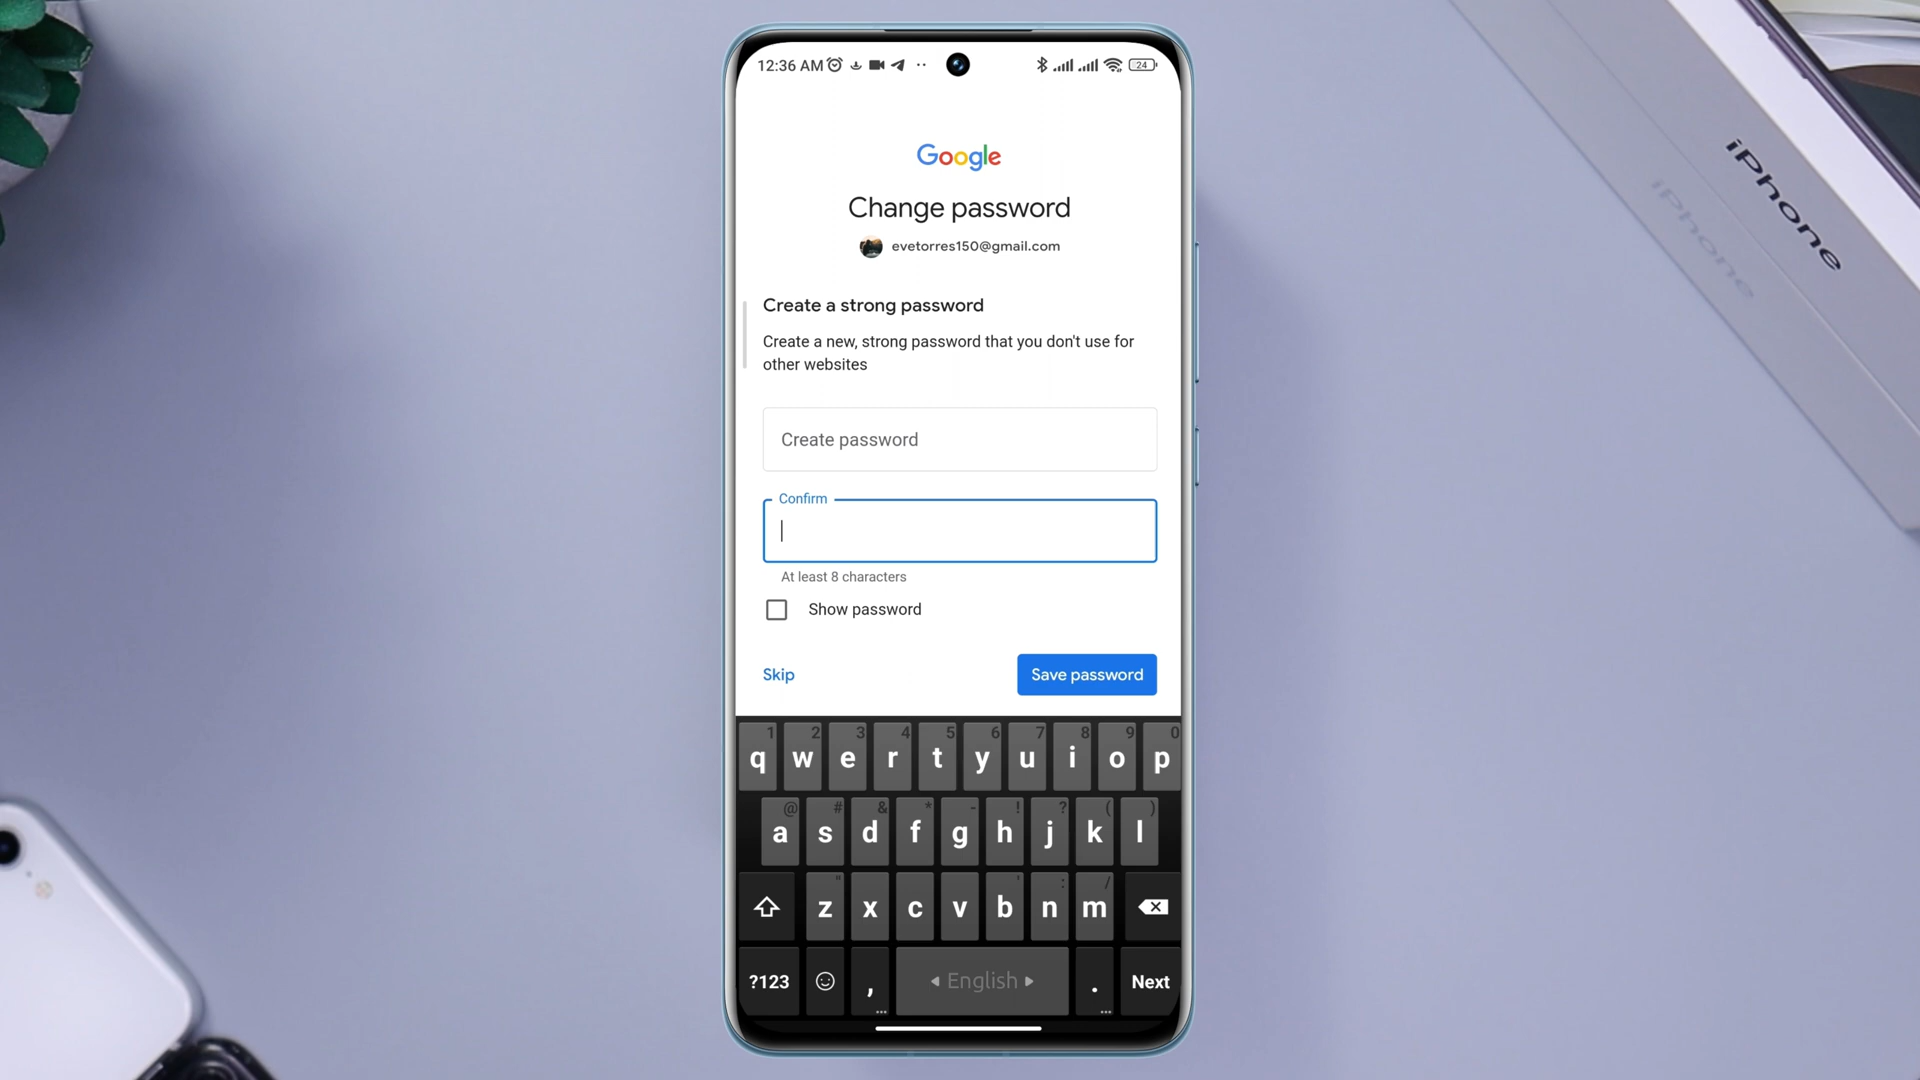 12:36 AM
24
Google
Change password
evetorres150@gmail.com
Create a strong password
Create a new, strong password that you don't use for
other websites
Create password
Confirm
At least 8 characters
Show password
Skip
Save password
1 2 3 4 5 6 7 8 9 0
q w e r t y u i o p
@ # & * - ! ? ( )
a s d f g h j k l
" ' : /
z x c v b n m
?123 , English . Next
iPhone
iPhone